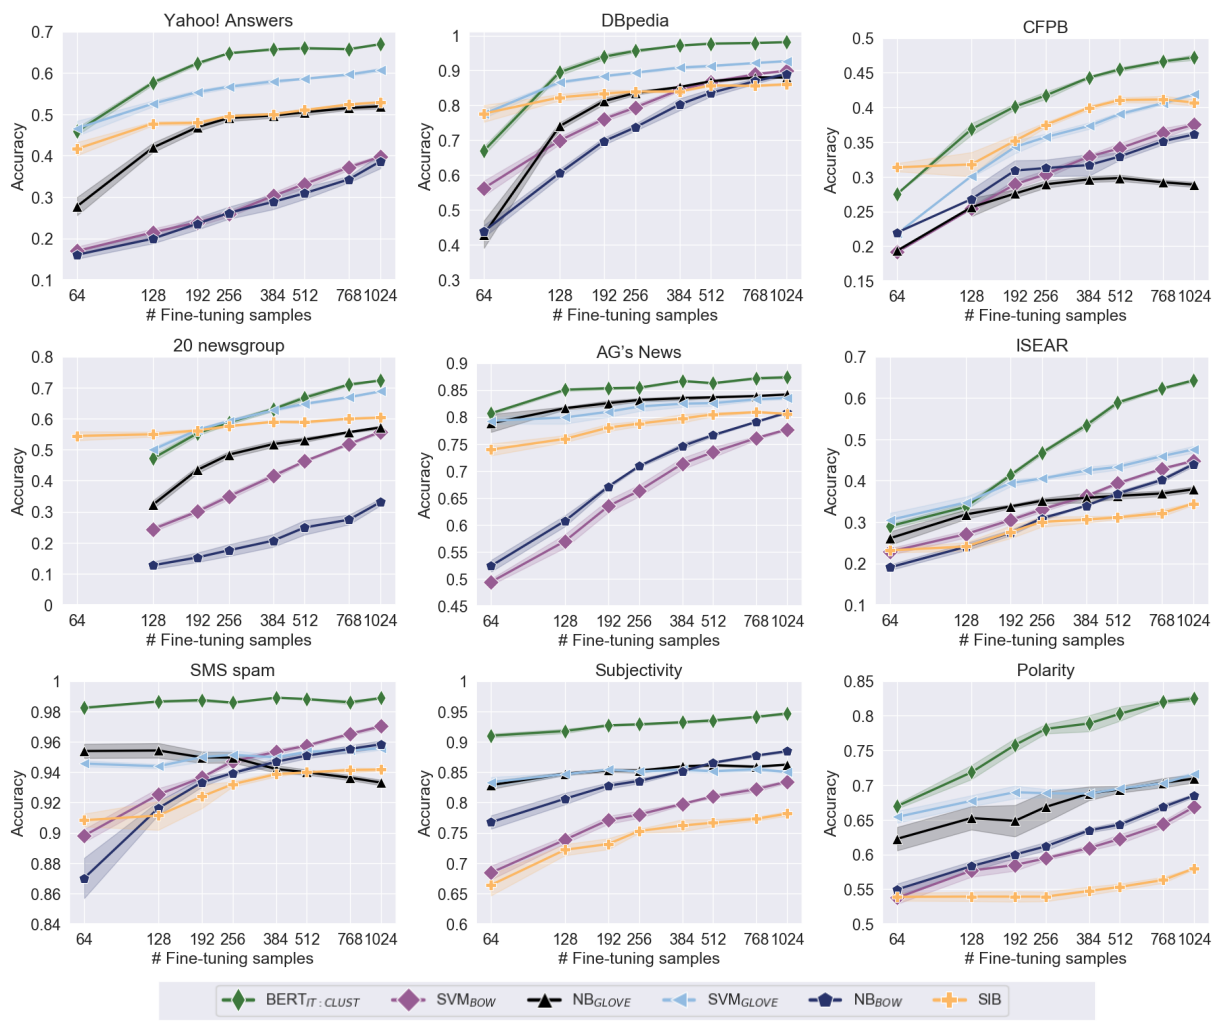 Yahoo! Answers
0.7
0.6
0.5
0.4
0.3
0.2
0.1
Accuracy
64 128 192 256 384 512 768 1024
# Fine-tuning samples
DBpedia
1
0.9
0.8
0.7
0.6
0.5
0.4
0.3
Accuracy
64 128 192 256 384 512 768 1024
# Fine-tuning samples
CFPB
0.5
0.45
0.4
0.35
0.3
0.25
0.2
0.15
Accuracy
64 128 192 256 384 512 768 1024
# Fine-tuning samples
20 newsgroup
0.8
0.7
0.6
0.5
0.4
0.3
0.2
0.1
0
Accuracy
64 128 192 256 384 512 768 1024
# Fine-tuning samples
AG's News
0.9
0.85
0.8
0.75
0.7
0.65
0.6
0.55
0.5
0.45
Accuracy
64 128 192 256 384 512 768 1024
# Fine-tuning samples
ISEAR
0.7
0.6
0.5
0.4
0.3
0.2
0.1
Accuracy
64 128 192 256 384 512 768 1024
# Fine-tuning samples
SMS spam
1
0.98
0.96
0.94
0.92
0.9
0.88
0.86
0.84
Accuracy
64 128 192 256 384 512 768 1024
# Fine-tuning samples
Subjectivity
1
0.95
0.9
0.85
0.8
0.75
0.7
0.65
0.6
Accuracy
64 128 192 256 384 512 768 1024
# Fine-tuning samples
Polarity
0.85
0.8
0.75
0.7
0.65
0.6
0.55
0.5
Accuracy
64 128 192 256 384 512 768 1024
# Fine-tuning samples
BERT IT : CLUST SVM BOW NB GLOVE SVM GLOVE NB BOW SIB